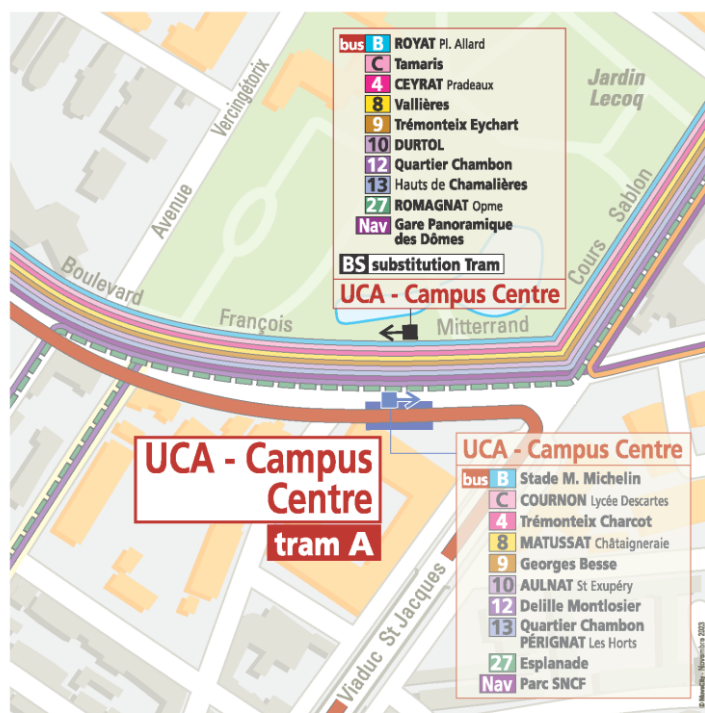 bus B ROYAT Pl. Allard
C Tamaris
4 CEYRAT Pradeaux
8 Vallières
9 Trémonteix Eychart
10 DURTOL
12 Quartier Chambon
13 Hauts de Chamalières
27 ROMAGNAT Opme
Nav Gare Panoramique
des Dômes
BS substitution Tram
UCA - Campus Centre
Jardin
Lecoq
Avenue Vercingétorix
Boulevard François Mitterrand
Cours Sablon
UCA - Campus
Centre
tram A
Viaduc St Jacques
UCA - Campus Centre
bus B Stade M. Michelin
C COURNON Lycée Descartes
4 Trémonteix Charcot
8 MATUSSAT Châtaigneraie
9 Georges Besse
10 AULNAT St Exupéry
12 Delille Montlosier
13 Quartier Chambon
PÉRIGNAT Les Horts
27 Esplanade
Nav Parc SNCF